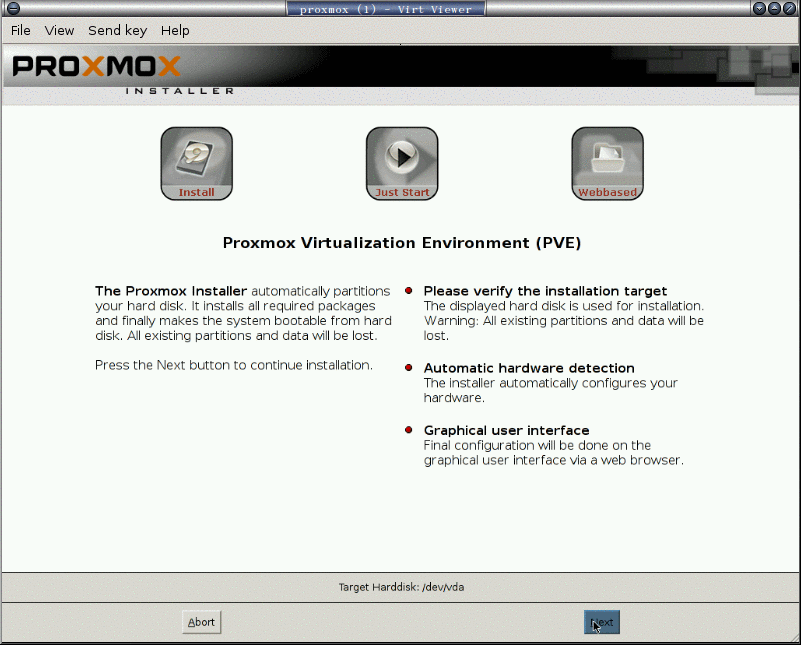 proxmox (1) - Virt Viewer
File View Send key Help
PROXMOX
INSTALLER
Install
Just Start
Webbased
Proxmox Virtualization Environment (PVE)
The Proxmox Installer automatically partitions
your hard disk. It installs all required packages
and finally makes the system bootable from hard
disk. All existing partitions and data will be lost.
Press the Next button to continue installation.
Please verify the installation target
The displayed hard disk is used for installation.
Warning: All existing partitions and data will be
lost.
Automatic hardware detection
The installer automatically configures your
hardware.
Graphical user interface
Final configuration will be done on the
graphical user interface via a web browser.
Target Harddisk: /dev/vda
Abort
Next